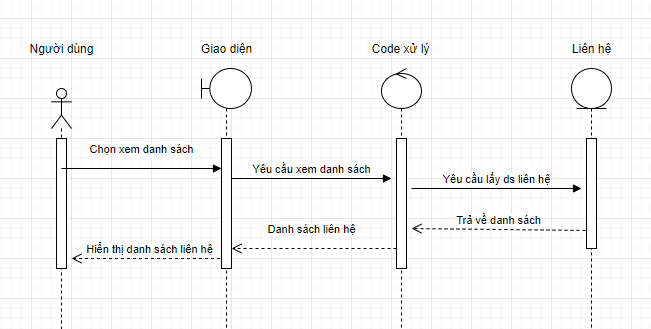 Người dùng
Giao diện
Code xử lý
Liên hệ
Chọn xem danh sách
Yêu cầu xem danh sách
Yêu cầu lấy ds liên hệ
Trả về danh sách
Danh sách liên hệ
Hiển thị danh sách liên hệ